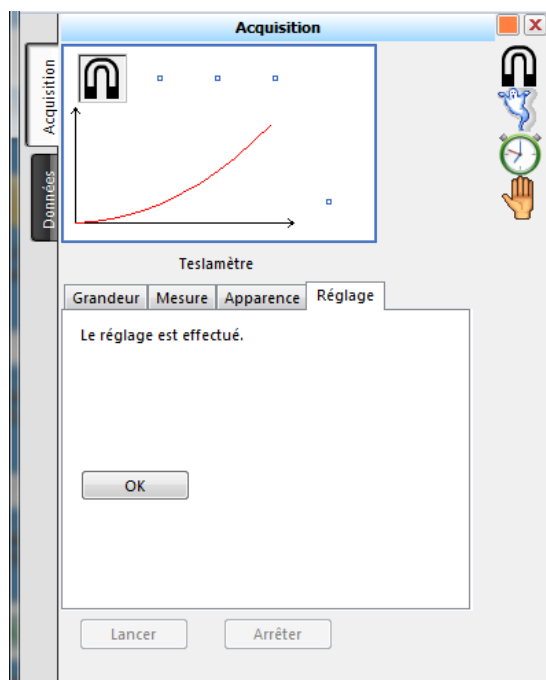 Acquisition
Acquisition
Données
Teslamètre
Grandeur Mesure Apparence Réglage
Le réglage est effectué.
OK
Lancer Arrêter